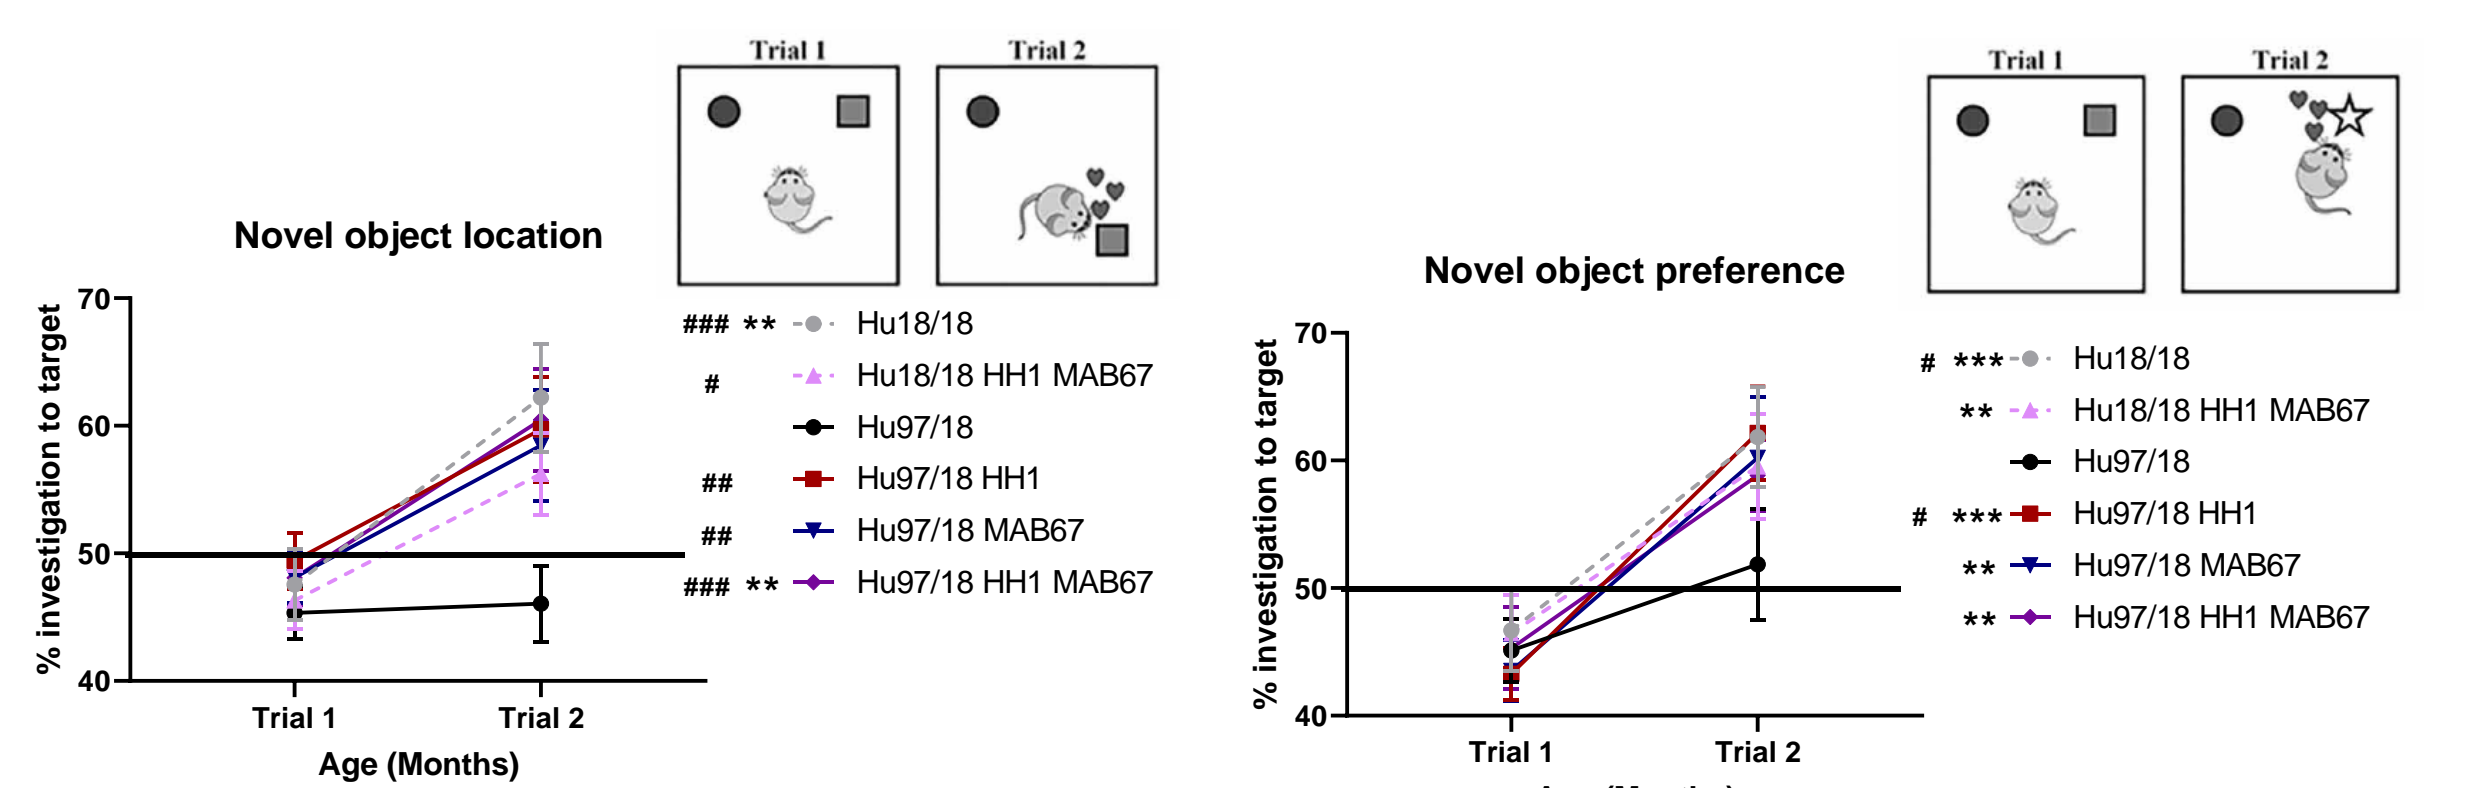 Trial 1 Trial 2
Novel object location
% investigation to target
70
60
50
40
Trial 1 Trial 2
Age (Months)
### ** Hu18/18
# Hu18/18 HH1 MAB67
Hu97/18
## Hu97/18 HH1
## Hu97/18 MAB67
### ** Hu97/18 HH1 MAB67
Trial 1 Trial 2
Novel object preference
% investigation to target
70
60
50
40
Trial 1 Trial 2
# *** Hu18/18
** Hu18/18 HH1 MAB67
Hu97/18
# *** Hu97/18 HH1
** Hu97/18 MAB67
** Hu97/18 HH1 MAB67